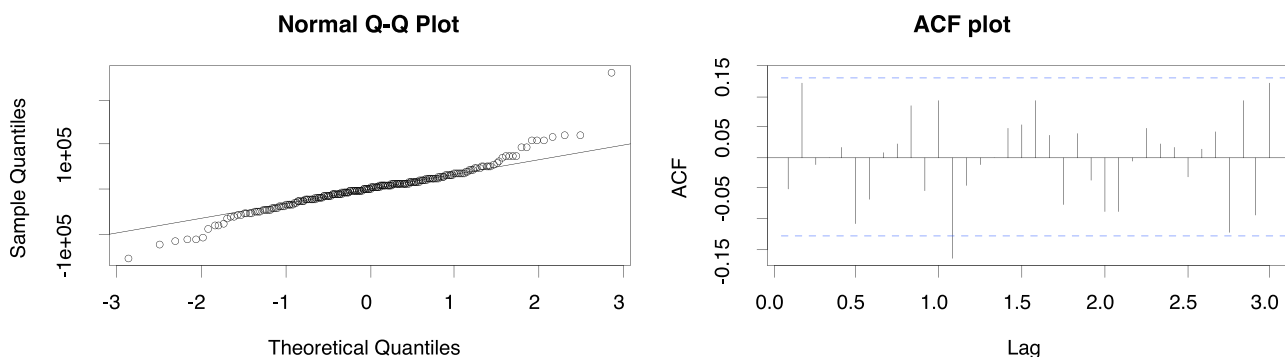 Normal Q-Q Plot
Sample Quantiles
-1e+05
1e+05
-3 -2 -1 0 1 2 3
Theoretical Quantiles
ACF plot
ACF
-0.15 -0.05 0.05 0.15
0.0 0.5 1.0 1.5 2.0 2.5 3.0
Lag